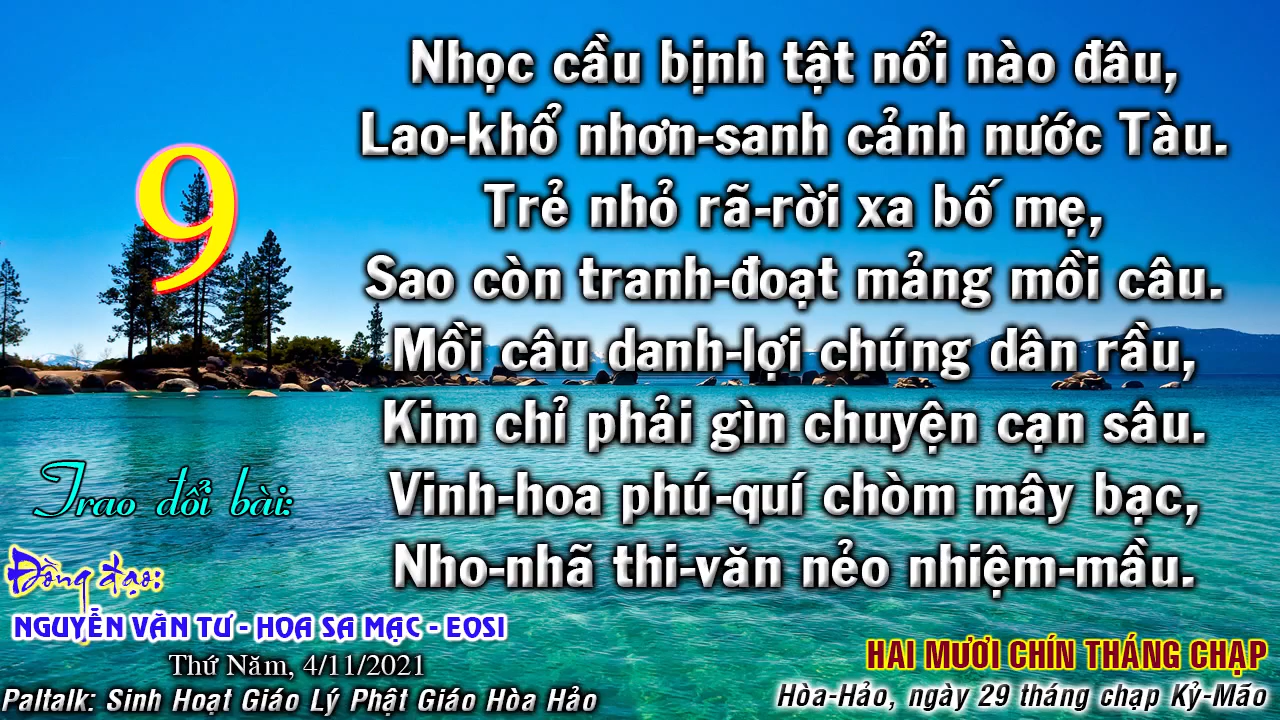 9
Nhọc cầu bịnh tật nổi nào đâu,
Lao-khổ nhơn-sanh cảnh nước Tàu.
Trẻ nhỏ rã-rời xa bố mẹ,
Sao còn tranh-đoạt mảng mồi câu.
Mồi câu danh-lợi chúng dân rầu,
Kim chỉ phải gìn chuyện cạn sâu.
Vinh-hoa phú-quí chòm mây bạc,
Nho-nhã thi-văn nẻo nhiệm-mầu.
Trao đổi bài:
Đồng đạo:
NGUYỄN VĂN TƯ - HOA SA MẠC - EOSI
Thứ Năm, 4/11/2021
Paltalk: Sinh Hoạt Giáo Lý Phật Giáo Hòa Hảo
HAI MƯƠI CHÍN THÁNG CHẠP
Hòa-Hảo, ngày 29 tháng chạp Kỷ-Mão